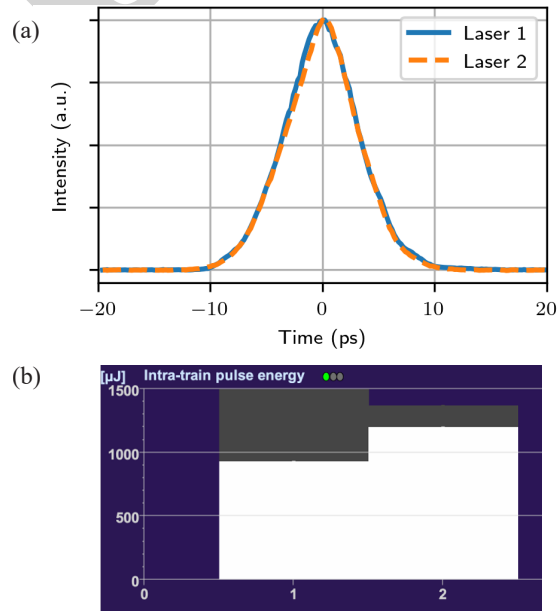 (a)
Intensity (a.u.)
Laser 1
Laser 2
−20
−10
0
10
20
Time (ps)
(b)
[µJ] Intra-train pulse energy
1500
1000
500
0
0
1
2